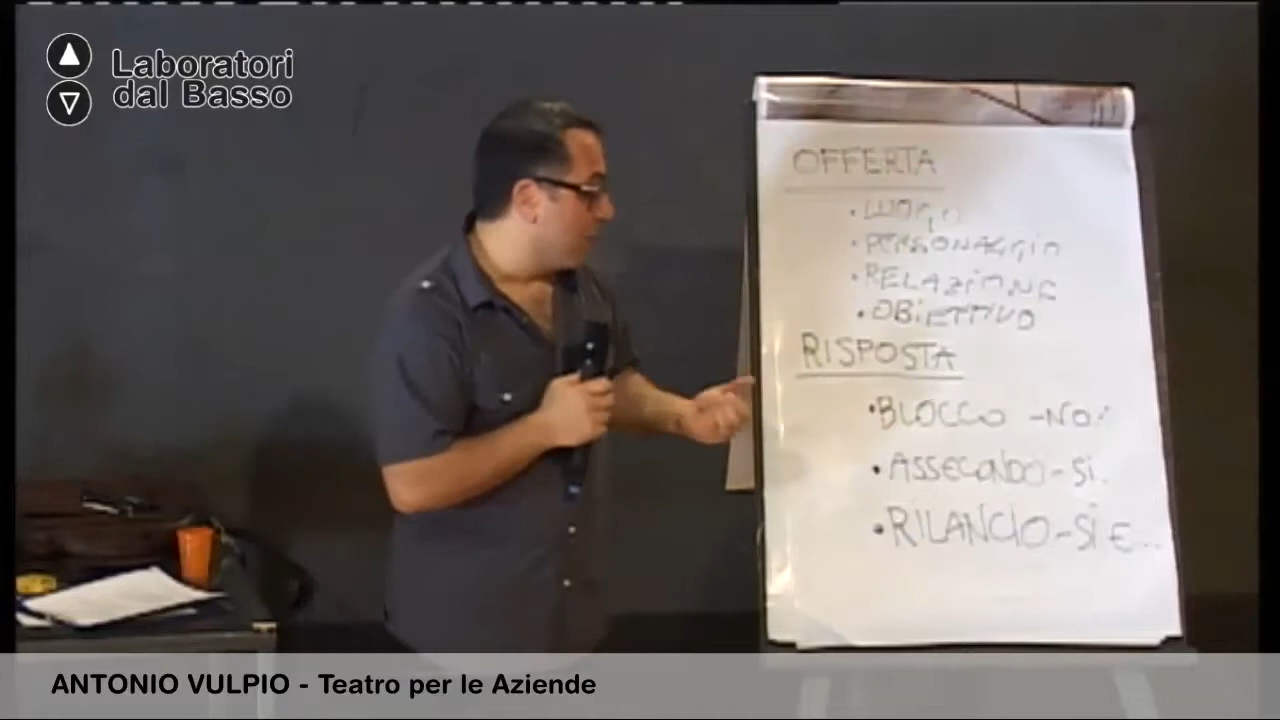 Laboratori
dal Basso
OFFERTA
• LUOGO
• PERSONAGGIO
• RELAZIONE
• OBIETTIVO
RISPOSTA
• BLOCCO - NO!
• ASSECONDO - SI.
• RILANCIO - SÌ E...
ANTONIO VULPIO - Teatro per le Aziende